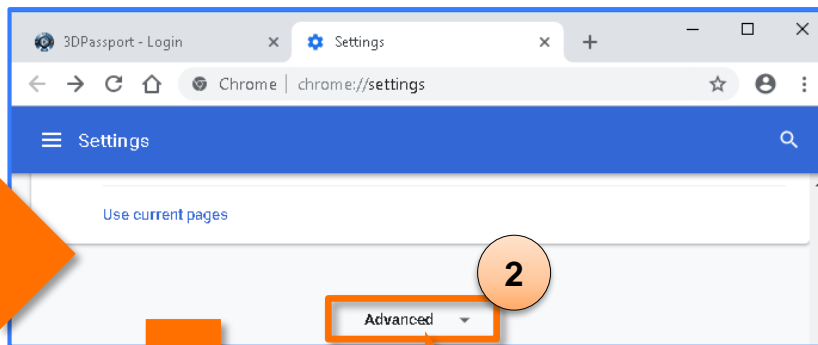 3DPassport - Login
Settings
Chrome | chrome://settings
Settings
Use current pages
2
Advanced